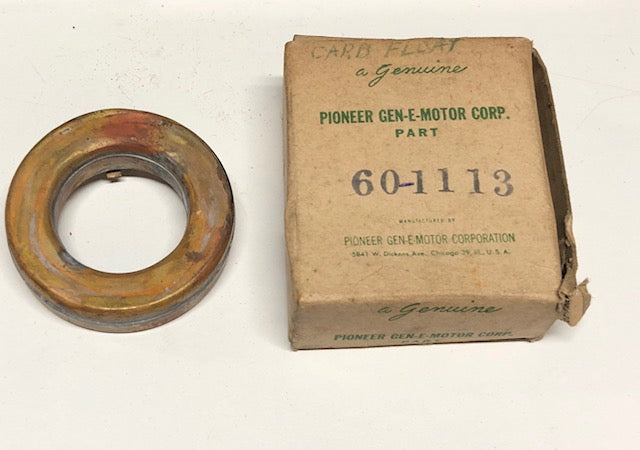 CARB FLOAT
a Genuine
PIONEER GEN-E-MOTOR CORP.
PART
60-1113
MANUFACTURED BY
PIONEER GEN-E-MOTOR CORPORATION
5841 W. Dickens Ave., Chicago 39, Ill., U.S.A.
a Genuine
PIONEER GEN-E-MOTOR CORP.